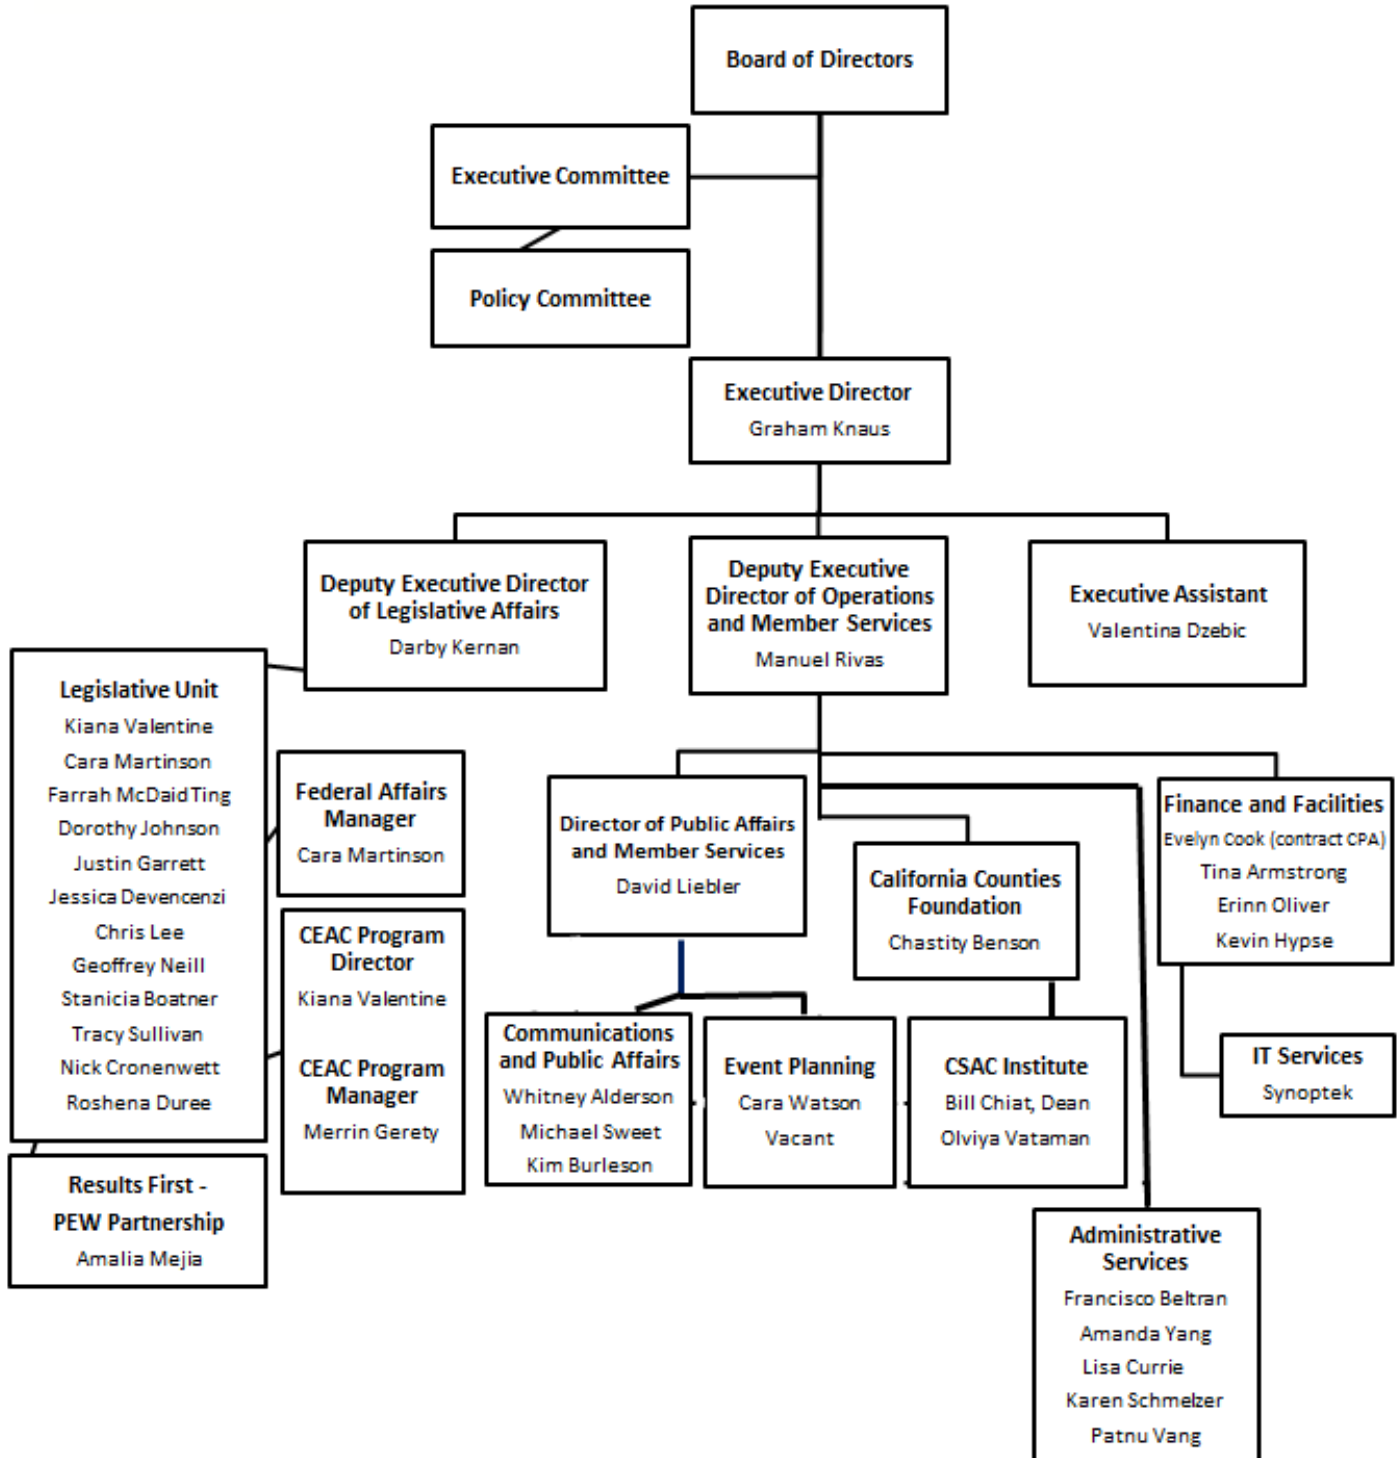 Board of Directors
Executive Committee
Policy Committee
Executive Director
Graham Knaus
Deputy Executive Director
of Legislative Affairs
Darby Kernan
Deputy Executive
Director of Operations
and Member Services
Manuel Rivas
Executive Assistant
Valentina Dzebic
Legislative Unit
Kiana Valentine
Cara Martinson
Farrah McDaid Ting
Dorothy Johnson
Justin Garrett
Jessica Devencenzi
Chris Lee
Geoffrey Neill
Stanicia Boatner
Tracy Sullivan
Nick Cronenwett
Roshena Duree
Federal Affairs
Manager
Cara Martinson
CEAC Program
Director
Kiana Valentine
CEAC Program
Manager
Merrin Gerety
Results First -
PEW Partnership
Amalia Mejia
Director of Public Affairs
and Member Services
David Liebler
California Counties
Foundation
Chastity Benson
Finance and Facilities
Evelyn Cook (contract CPA)
Tina Armstrong
Erinn Oliver
Kevin Hypse
Communications
and Public Affairs
Whitney Alderson
Michael Sweet
Kim Burleson
Event Planning
Cara Watson
Vacant
CSAC Institute
Bill Chiat, Dean
Olviya Vataman
IT Services
Synoptek
Administrative
Services
Francisco Beltran
Amanda Yang
Lisa Currie
Karen Schmelzer
Patnu Vang